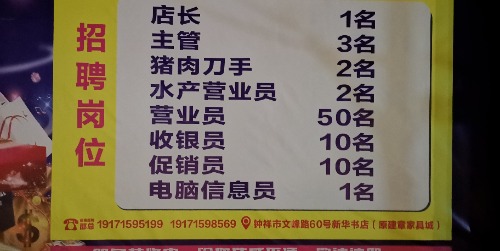 招聘岗位
店长 1名
主管 3名
猪肉刀手 2名
水产营业员 2名
营业员 50名
收银员 10名
促销员 10名
电脑信息员 1名
19171595199 19171598569 钟祥市文峰路60号新华书店（原建章家具城）